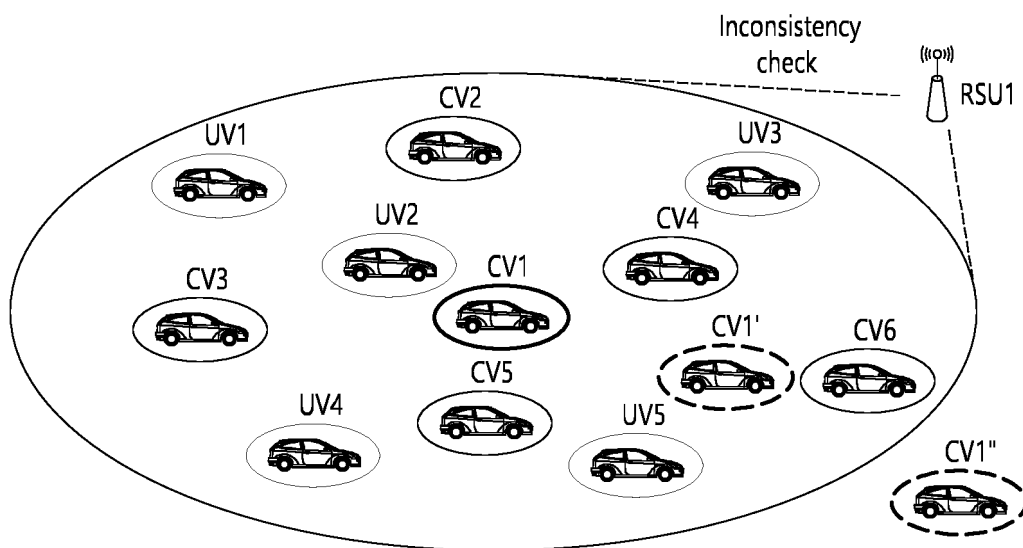 Inconsistency
check
RSU1
CV2
UV1
UV3
UV2
CV4
CV1
CV3
CV1'
CV6
CV5
UV4
UV5
CV1"